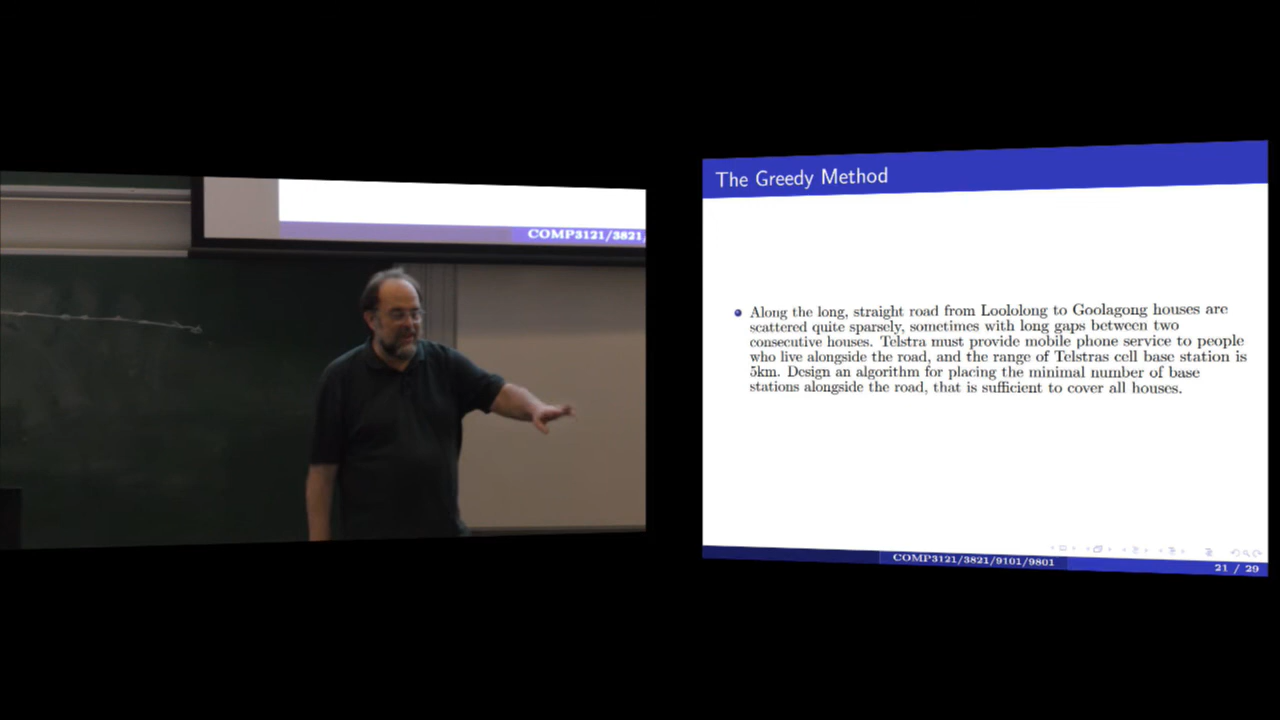 COMP3121/3821/
The Greedy Method
Along the long, straight road from Loololong to Goolagong houses are
scattered quite sparsely, sometimes with long gaps between two
consecutive houses. Telstra must provide mobile phone service to people
who live alongside the road, and the range of Telstras cell base station is
5km. Design an algorithm for placing the minimal number of base
stations alongside the road, that is sufficient to cover all houses.
COMP3121/3821/9101/9801
21 / 29